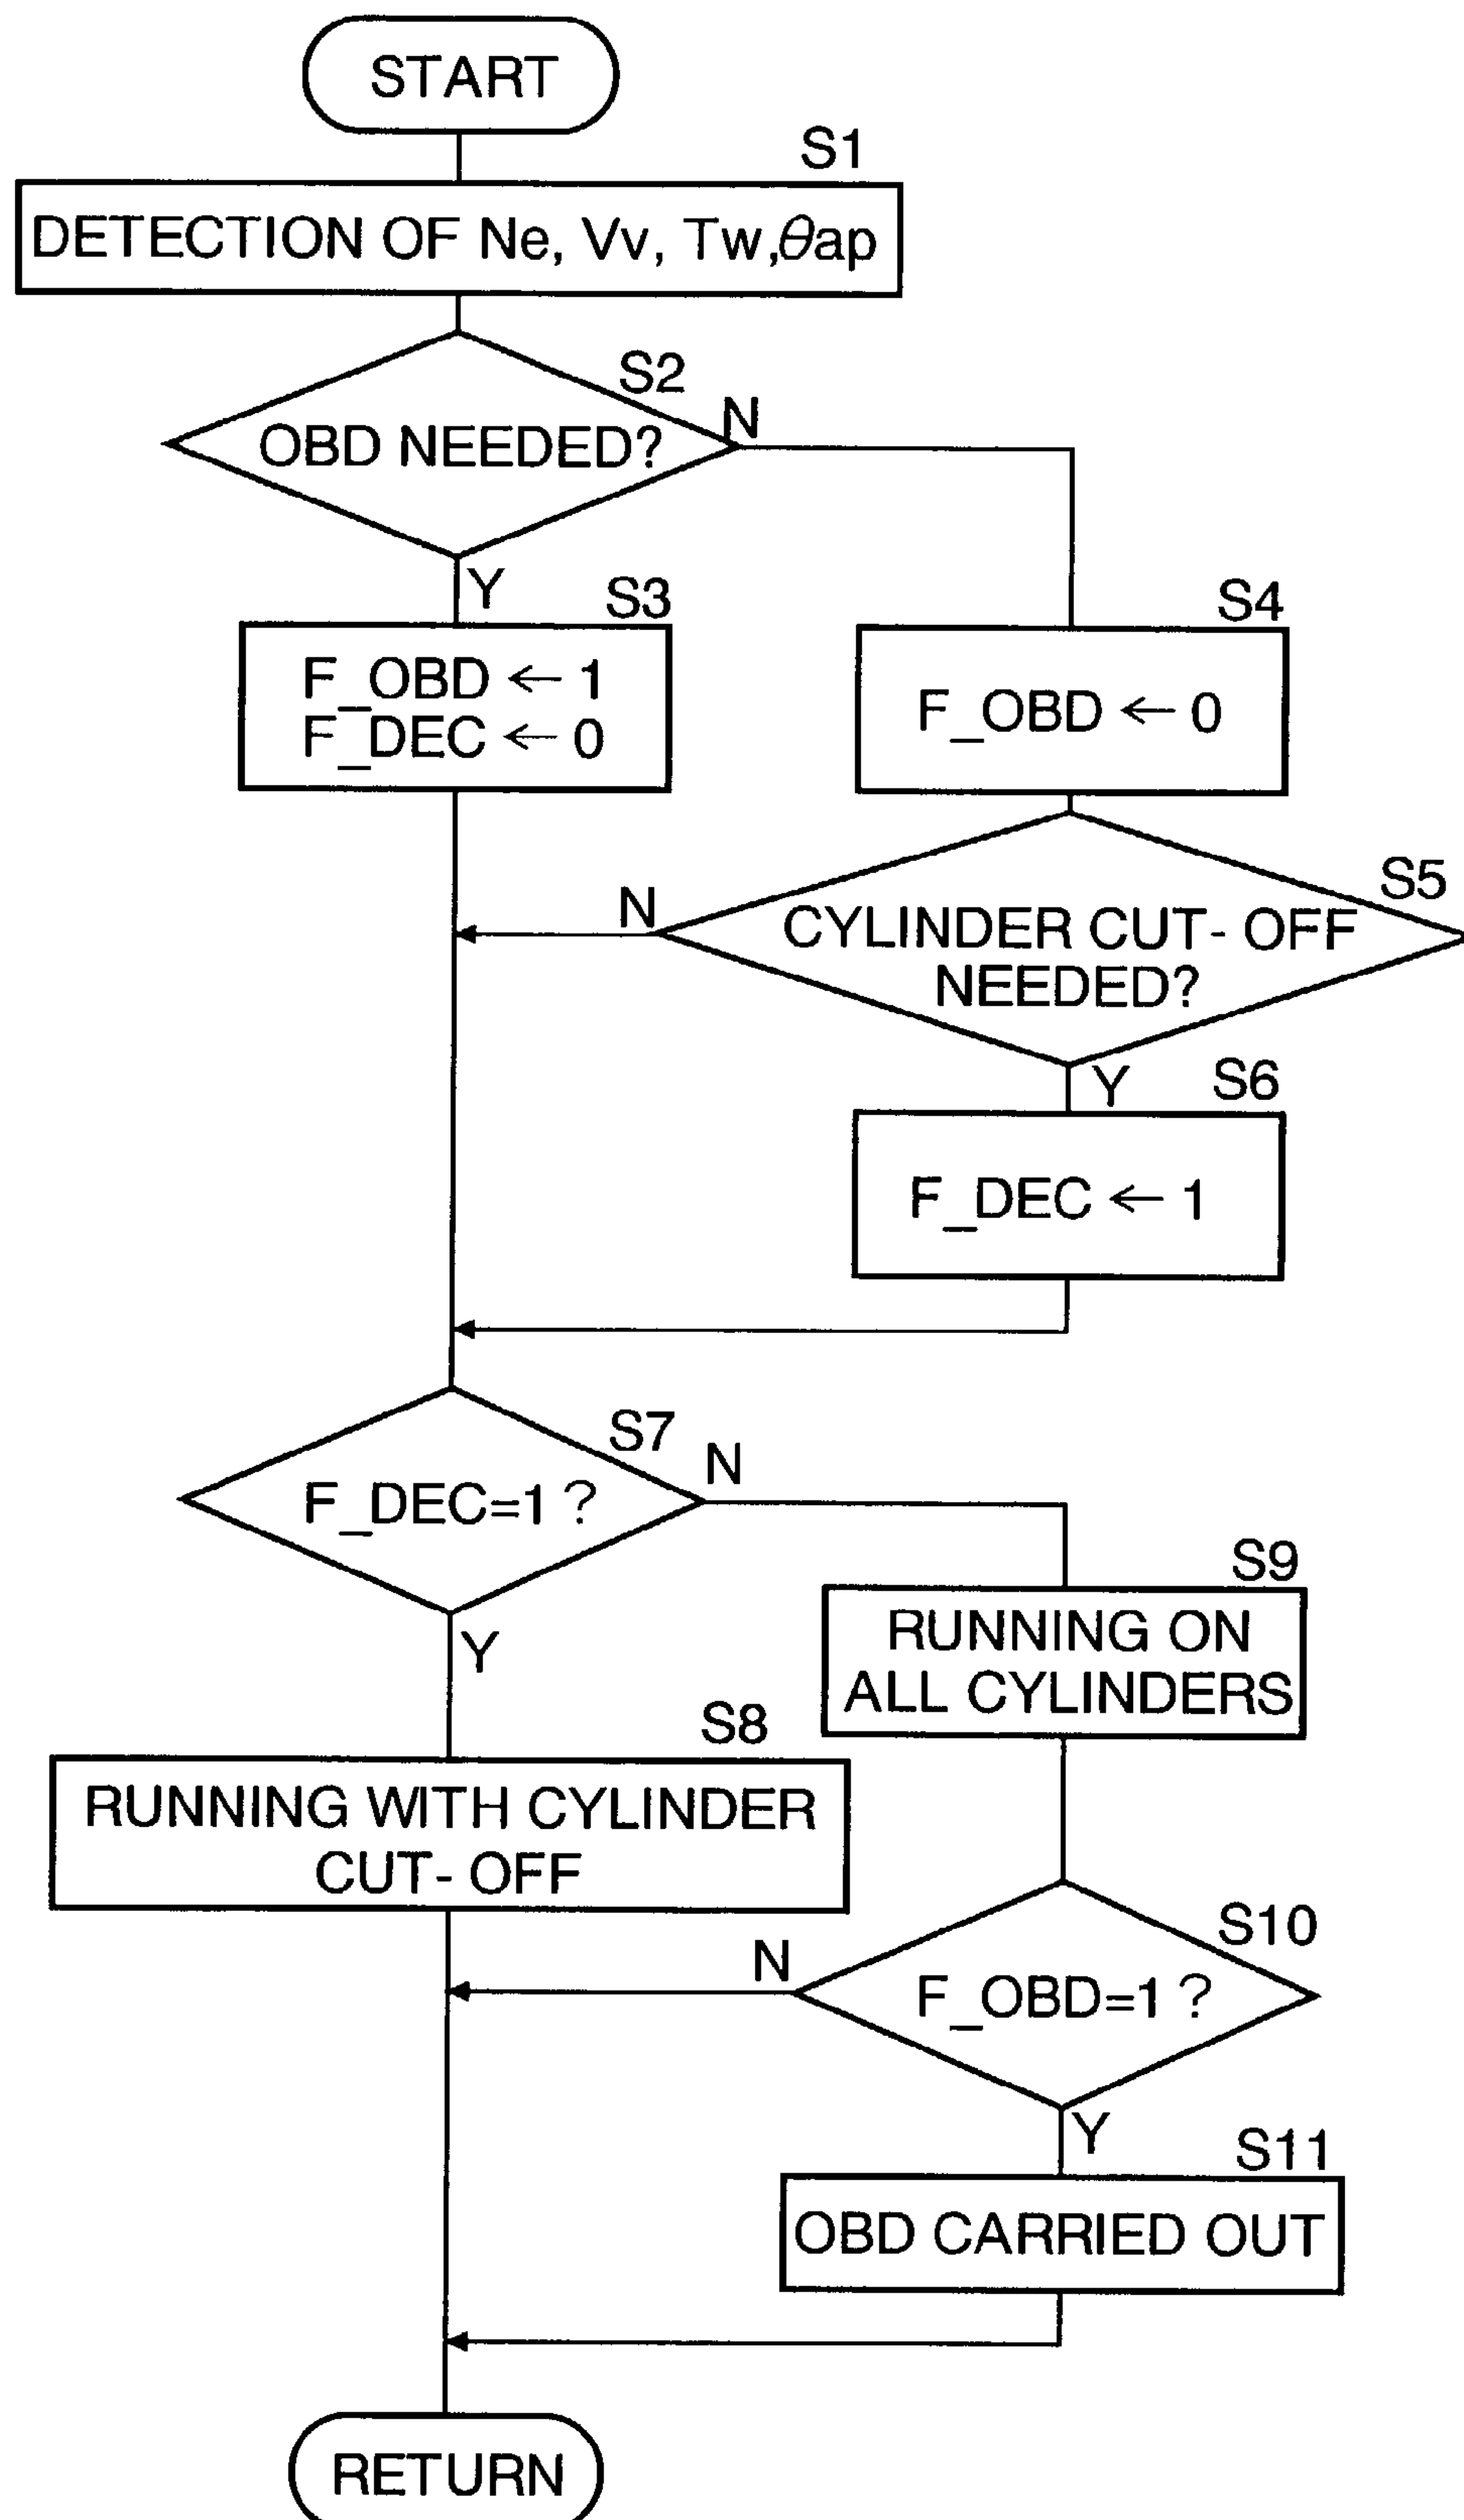 START
S1
DETECTION OF Ne, Vv, Tw,θap
S2
OBD NEEDED?
N
Y
S3
F_OBD ← 1
F_DEC ← 0
S4
F_OBD ← 0
S5
CYLINDER CUT- OFF
NEEDED?
N
Y
S6
F_DEC ← 1
S7
F_DEC=1 ?
N
Y
S9
RUNNING ON
ALL CYLINDERS
S8
RUNNING WITH CYLINDER
CUT- OFF
S10
F_OBD=1 ?
N
Y
S11
OBD CARRIED OUT
RETURN